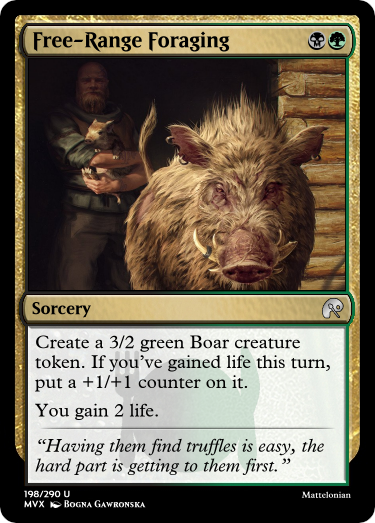 Free-Range Foraging
Sorcery
Create a 3/2 green Boar creature
token. If you've gained life this turn,
put a +1/+1 counter on it.
You gain 2 life.
“Having them find truffles is easy, the
hard part is getting to them first.”
198/290 U
MVX Bogna Gawronska
Mattelonian